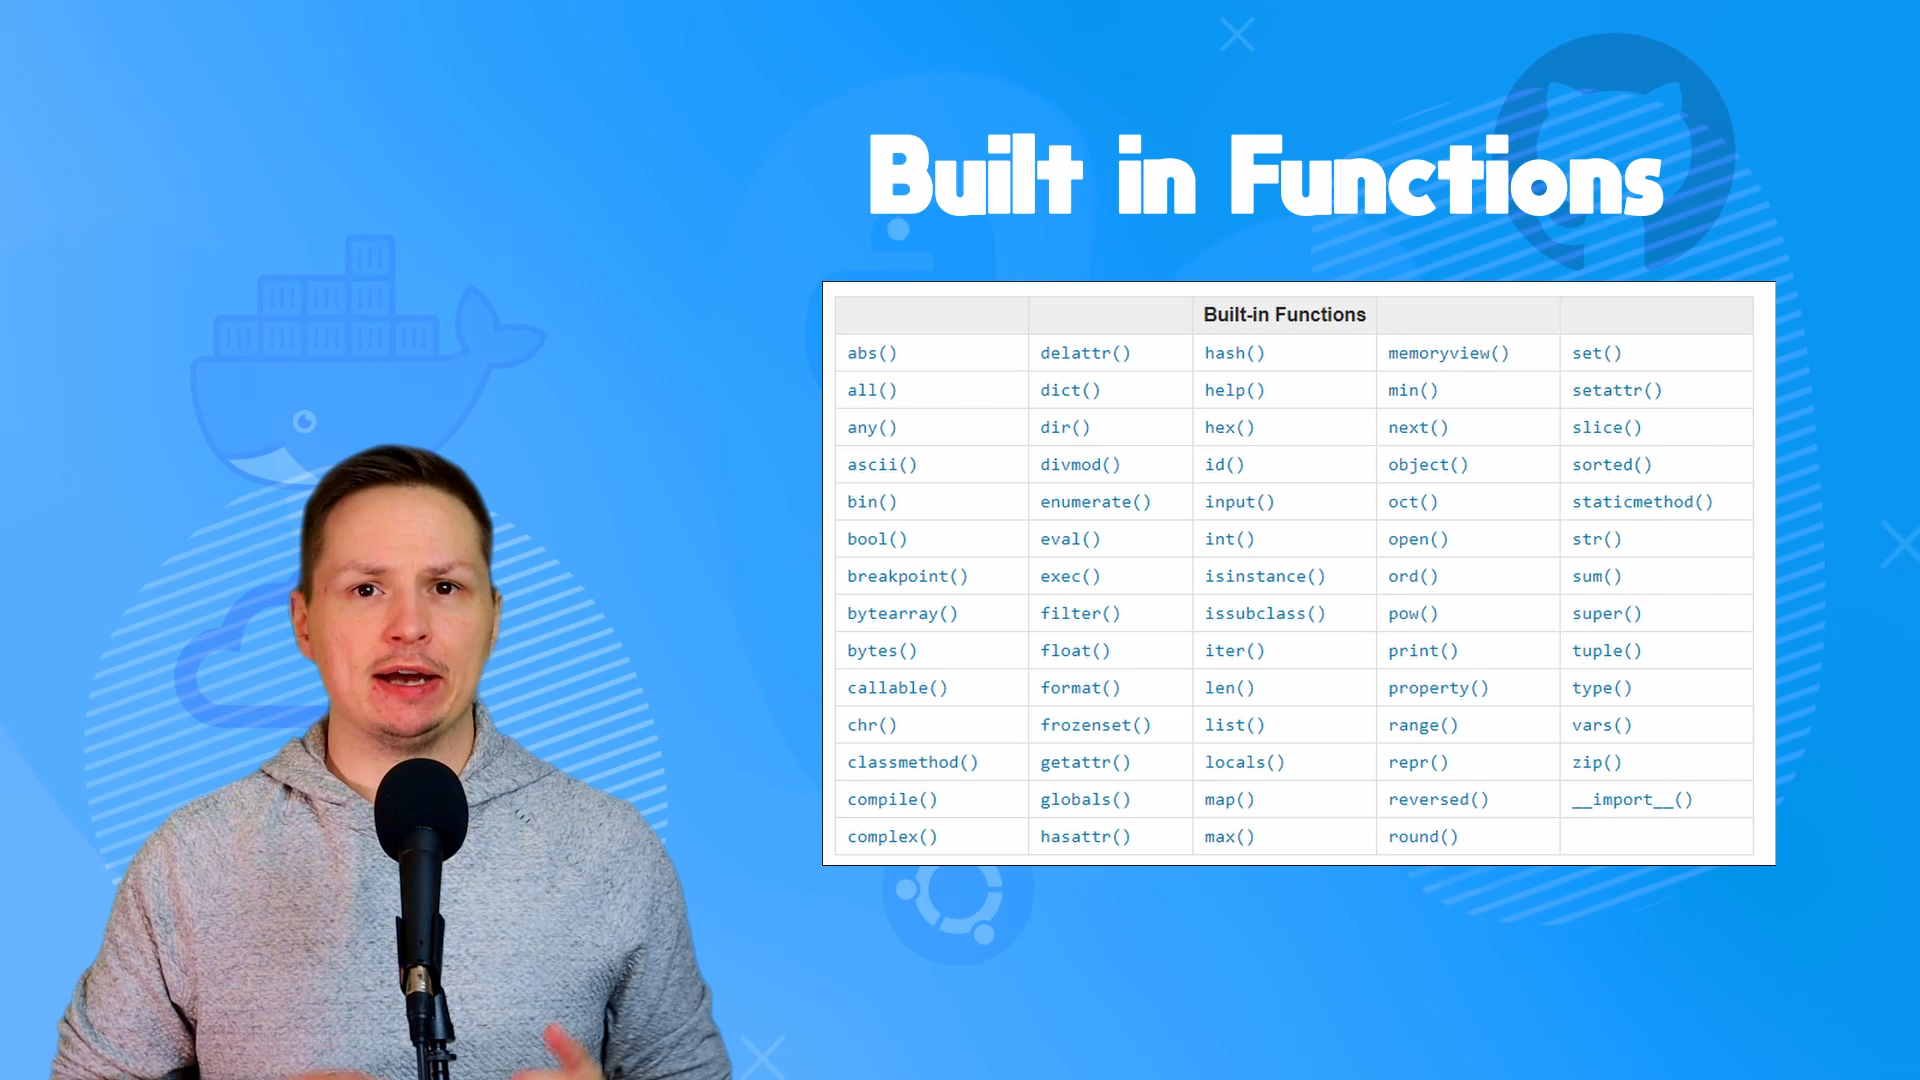 Built in Functions
Built-in Functions
abs() delattr() hash() memoryview() set()
all() dict() help() min() setattr()
any() dir() hex() next() slice()
ascii() divmod() id() object() sorted()
bin() enumerate() input() oct() staticmethod()
bool() eval() int() open() str()
breakpoint() exec() isinstance() ord() sum()
bytearray() filter() issubclass() pow() super()
bytes() float() iter() print() tuple()
callable() format() len() property() type()
chr() frozenset() list() range() vars()
classmethod() getattr() locals() repr() zip()
compile() globals() map() reversed() __import__()
complex() hasattr() max() round()